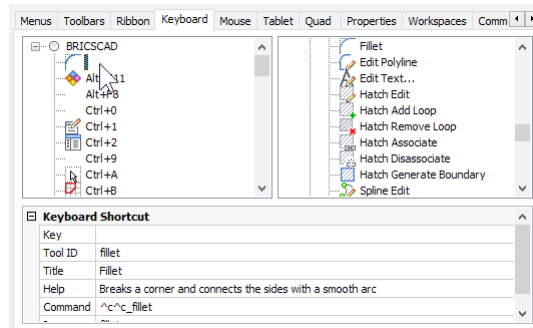 Menus Toolbars Ribbon Keyboard Mouse Tablet Quad Properties Workspaces Comm
BRICSCAD
Ctrl+0
Ctrl+1
Ctrl+2
Ctrl+9
Ctrl+A
Ctrl+B
Fillet
Edit Polyline
Edit Text...
Hatch Edit
Hatch Add Loop
Hatch Remove Loop
Hatch Associate
Hatch Disassociate
Hatch Generate Boundary
Spline Edit
Keyboard Shortcut
Key
Tool ID fillet
Title Fillet
Help Breaks a corner and connects the sides with a smooth arc
Command ^c^c_fillet